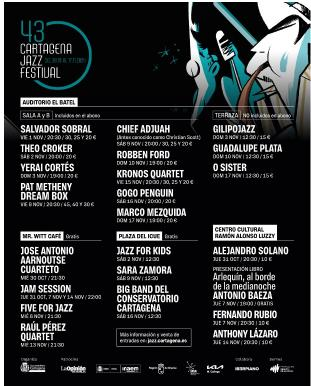 43
CARTAGENA
JAZZ
FESTIVAL
AUDITORIO EL BATEL
SALA A y B | Incluidos en el abono
SALVADOR SOBRAL
VIE 1 NOV / 20:30 / 30, 25 Y 20 €
THEO CROKER
SÁB 2 NOV / 20:00 / 20 €
YERAI CORTÉS
DOM 3 NOV / 19:00 / 20 €
PAT METHENY
DREAM BOX
VIE 8 NOV / 20:30 / 45, 40 Y 30 €
CHIEF ADJUAH
(Antes conocido como Christian Scott)
SÁB 9 NOV / 20:00 / 30, 25 Y 20 €
ROBBEN FORD
DOM 10 NOV / 19:00 / 20 €
KRONOS QUARTET
VIE 15 NOV / 20:30 / 30, 25 Y 20 €
GOGO PENGUIN
SÁB 16 NOV / 20:00 / 20 €
MARCO MEZQUIDA
DOM 17 NOV / 19:00 / 20 €
TERRAZA | NO incluidos en abono
GILIPOJAZZ
DOM 3 NOV / 12:30 / 15 €
GUADALUPE PLATA
DOM 10 NOV / 12:30 / 15 €
O SISTER
DOM 17 NOV / 12:30 / 15 €
MR. WITT CAFÉ | Gratis
JOSE ANTONIO
AARNOUTSE
CUARTETO
MIÉ 30 OCT / 21:30
JAM SESSION
JUE 31 OCT, 7 NOV Y 14 NOV / 22:00
FIVE FOR JAZZ
MIÉ 6 NOV / 21:30
RAÚL PÉREZ
QUARTET
MIÉ 13 NOV / 21:30
PLAZA DEL ICUE | Gratis
JAZZ FOR KIDS
SÁB 2 NOV / 12:30
SARA ZAMORA
SÁB 9 NOV / 12:30
BIG BAND DEL
CONSERVATORIO
CARTAGENA
SÁB 16 NOV / 12:30
Más información y venta de
entradas en: jazz.cartagena.es
CENTRO CULTURAL
RAMÓN ALONSO LUZZY
ALEJANDRO SOLANO
JUE 31 OCT / 20:30 / 10 €
PRESENTACIÓN LIBRO
Arlequín, al borde
de la medianoche
ANTONIO BAEZA
JUE 7 NOV / 19:00 / GRATIS
FERNANDO RUBIO
JUE 7 NOV / 20:30 / 10 €
ANTHONY LÁZARO
JUE 14 NOV / 20:30 / 10 €
Organiza
Patrocina
Colabora
LaOpinión
inaem
KIA
IBERPIANO